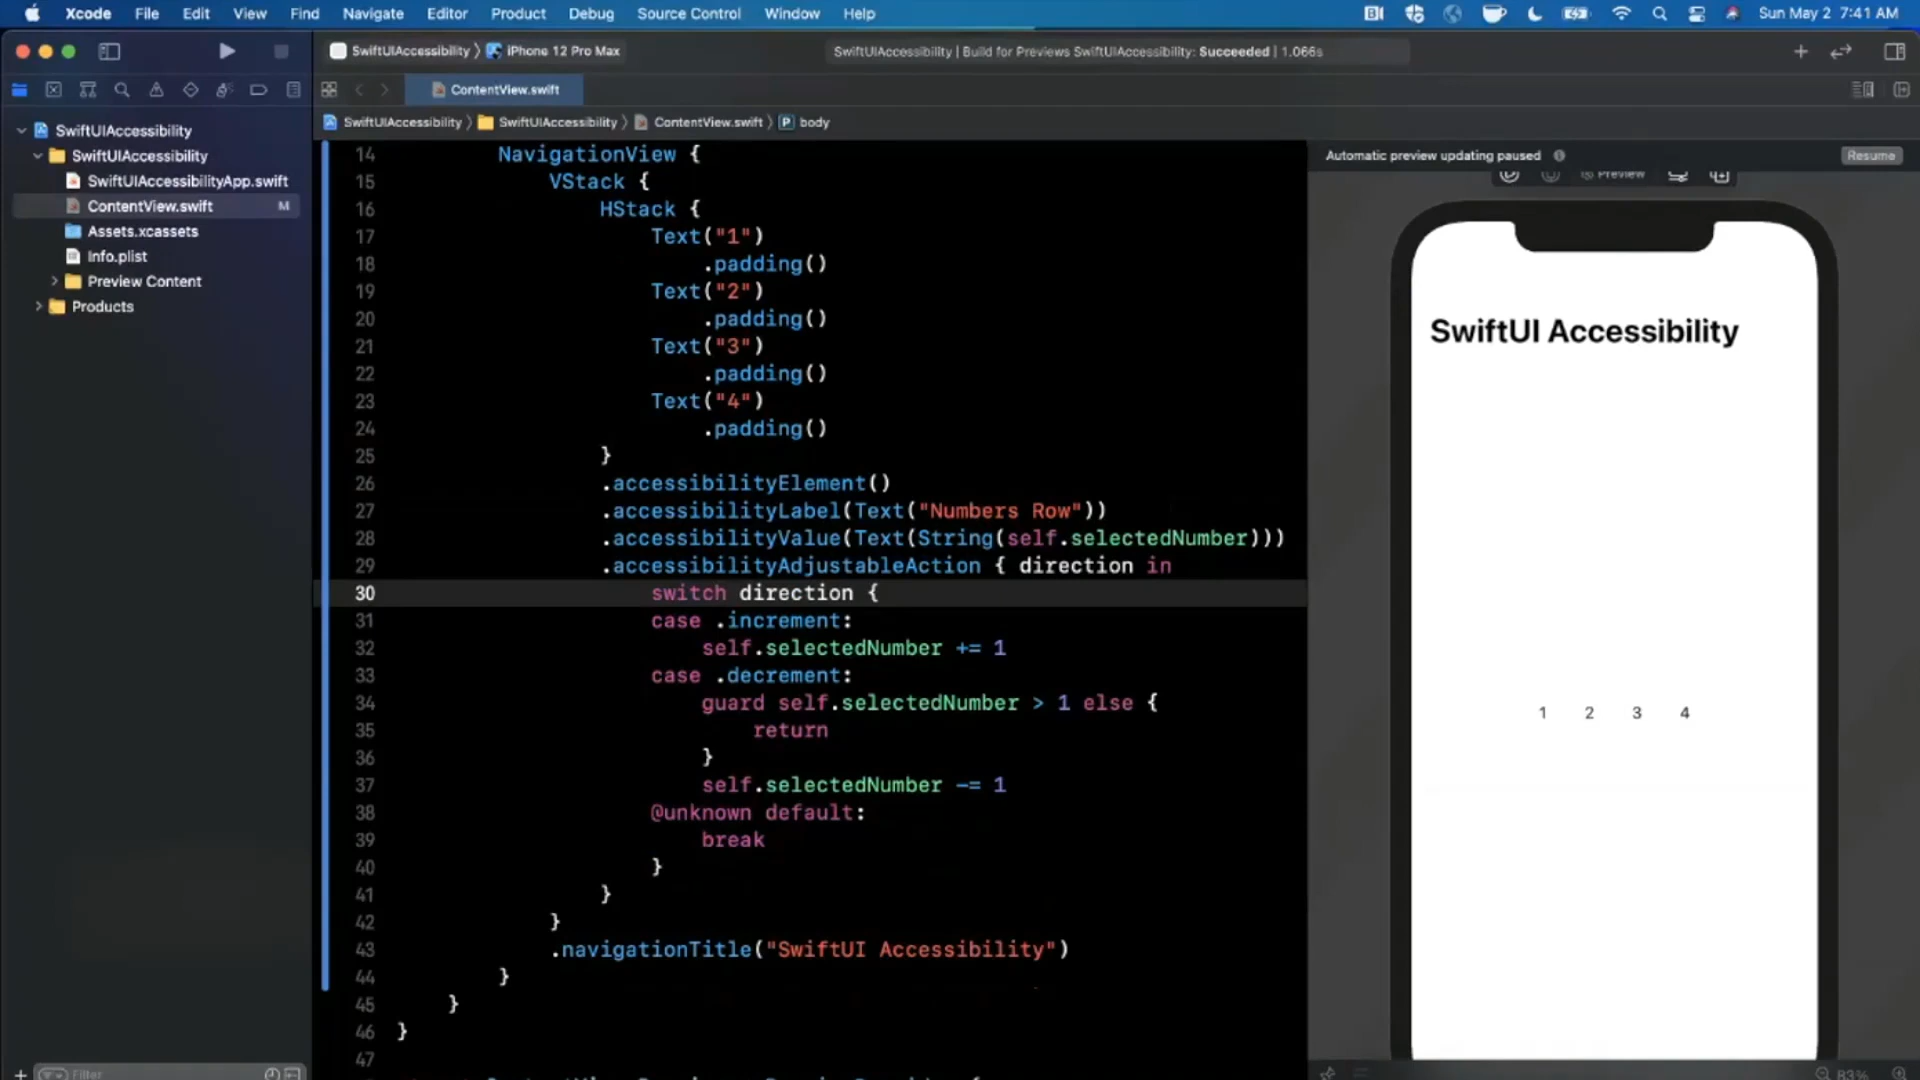 Xcode File Edit View Find Navigate Editor Product Debug Source Control Window Help Sun May 2 7:41 AM
SwiftUIAccessibility iPhone 12 Pro Max SwiftUIAccessibility | Build for Previews SwiftUIAccessibility: Succeeded | 1.066s
ContentView.swift
SwiftUIAccessibility SwiftUIAccessibility ContentView.swift P body
SwiftUIAccessibility
SwiftUIAccessibility
SwiftUIAccessibilityApp.swift
ContentView.swift M
Assets.xcassets
Info.plist
Preview Content
Products
Filter
14 NavigationView {
15 VStack {
16 HStack {
17 Text("1")
18 .padding()
19 Text("2")
20 .padding()
21 Text("3")
22 .padding()
23 Text("4")
24 .padding()
25 }
26 .accessibilityElement()
27 .accessibilityLabel(Text("Numbers Row"))
28 .accessibilityValue(Text(String(self.selectedNumber)))
29 .accessibilityAdjustableAction { direction in
30 switch direction {
31 case .increment:
32 self.selectedNumber += 1
33 case .decrement:
34 guard self.selectedNumber > 1 else {
35 return
36 }
37 self.selectedNumber -= 1
38 @unknown default:
39 break
40 }
41 }
42 }
43 .navigationTitle("SwiftUI Accessibility")
44 }
45 }
46 }
47
Automatic preview updating paused Resume
Preview
SwiftUI Accessibility
1 2 3 4
83%